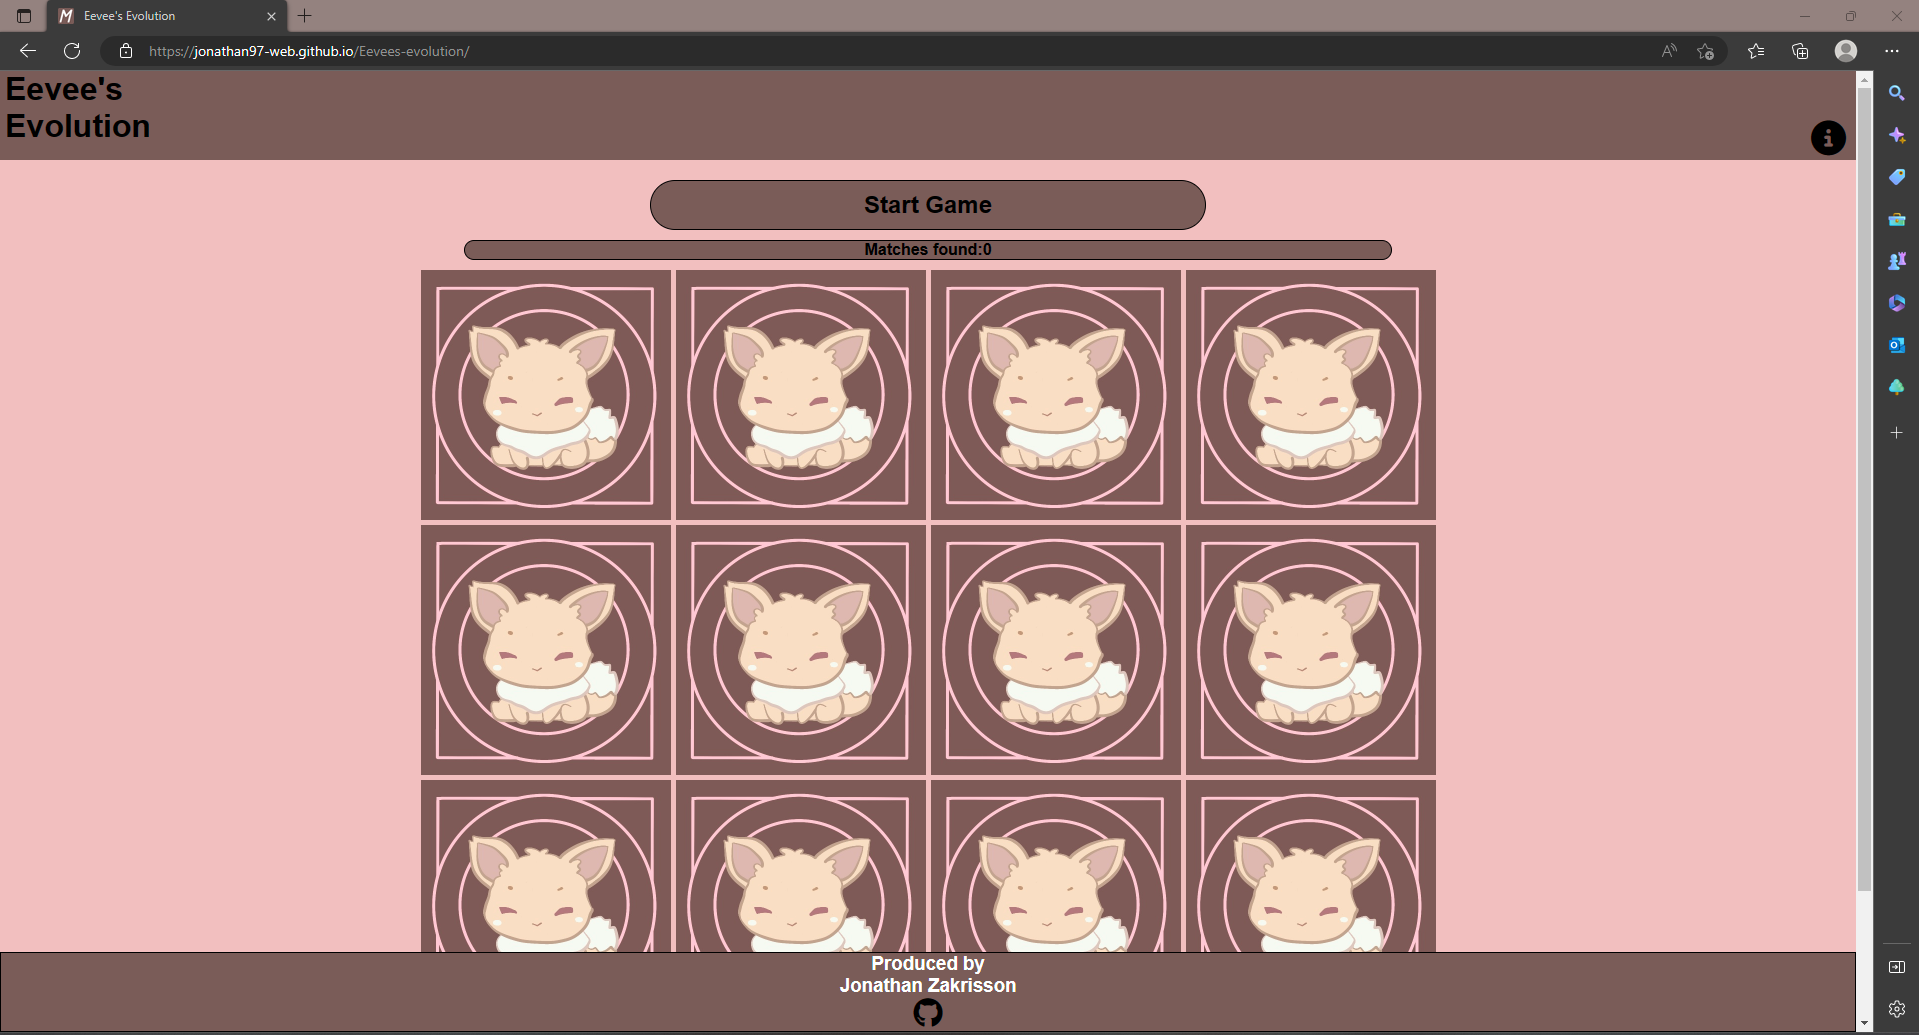 Eevee's Evolution
https://jonathan97-web.github.io/Eevees-evolution/
Eevee's
Evolution
Start Game
Matches found:0
Produced by
Jonathan Zakrisson